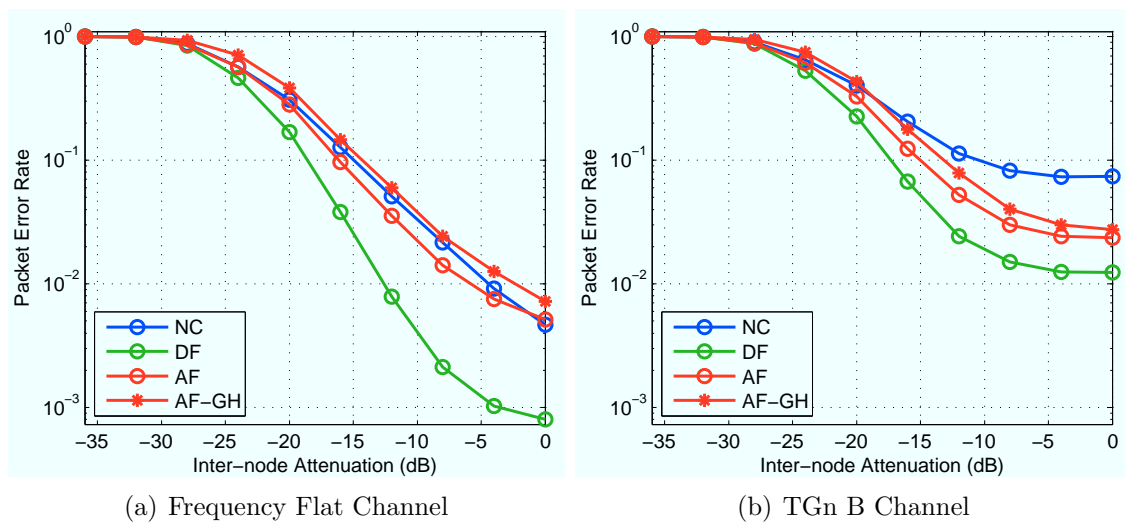 10^0
10^-1
10^-2
10^-3
Packet Error Rate
−35 −30 −25 −20 −15 −10 −5 0
Inter−node Attenuation (dB)
NC
DF
AF
AF−GH
(a) Frequency Flat Channel
10^0
10^-1
10^-2
10^-3
Packet Error Rate
−35 −30 −25 −20 −15 −10 −5 0
Inter−node Attenuation (dB)
NC
DF
AF
AF−GH
(b) TGn B Channel